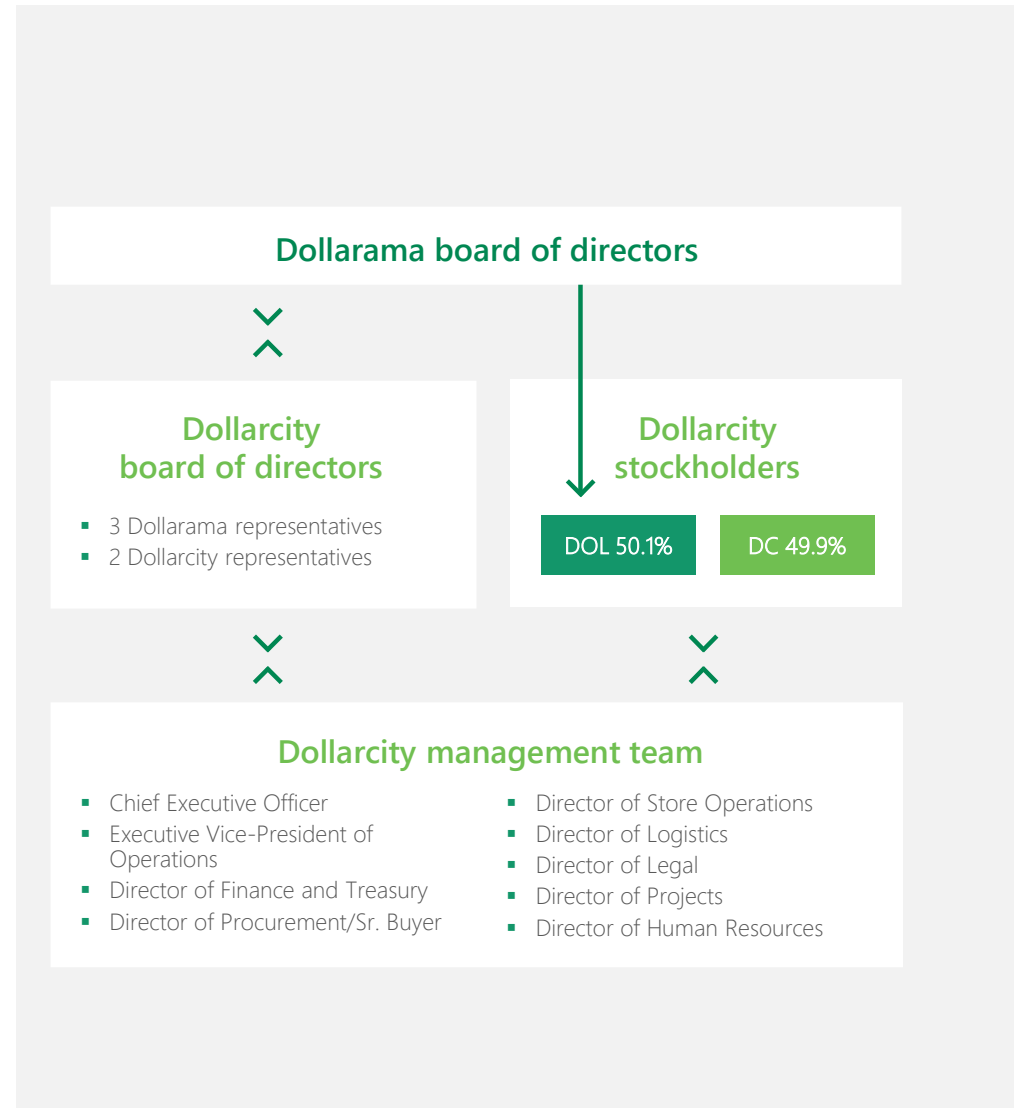 Dollarama board of directors
Dollarcity
board of directors
▪ 3 Dollarama representatives
▪ 2 Dollarcity representatives
Dollarcity
stockholders
DOL 50.1%
DC 49.9%
Dollarcity management team
▪ Chief Executive Officer
▪ Executive Vice-President of
Operations
▪ Director of Finance and Treasury
▪ Director of Procurement/Sr. Buyer
▪ Director of Store Operations
▪ Director of Logistics
▪ Director of Legal
▪ Director of Projects
▪ Director of Human Resources